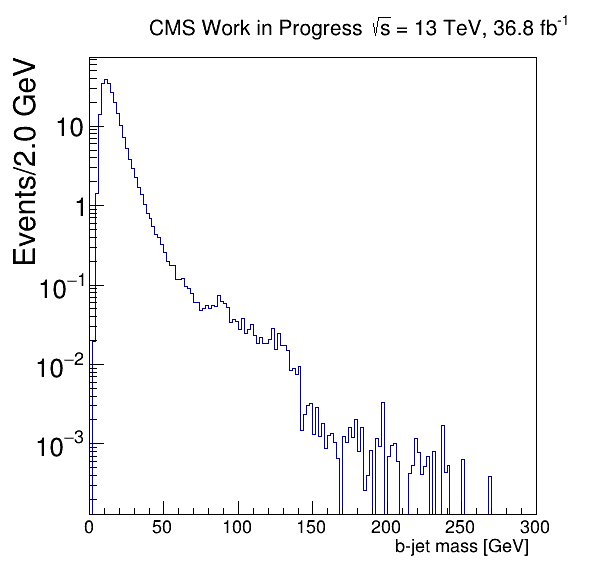 CMS Work in Progress √s = 13 TeV, 36.8 fb⁻¹
Events/2.0 GeV
10
1
10⁻¹
10⁻²
10⁻³
0 50 100 150 200 250 300
b-jet mass [GeV]